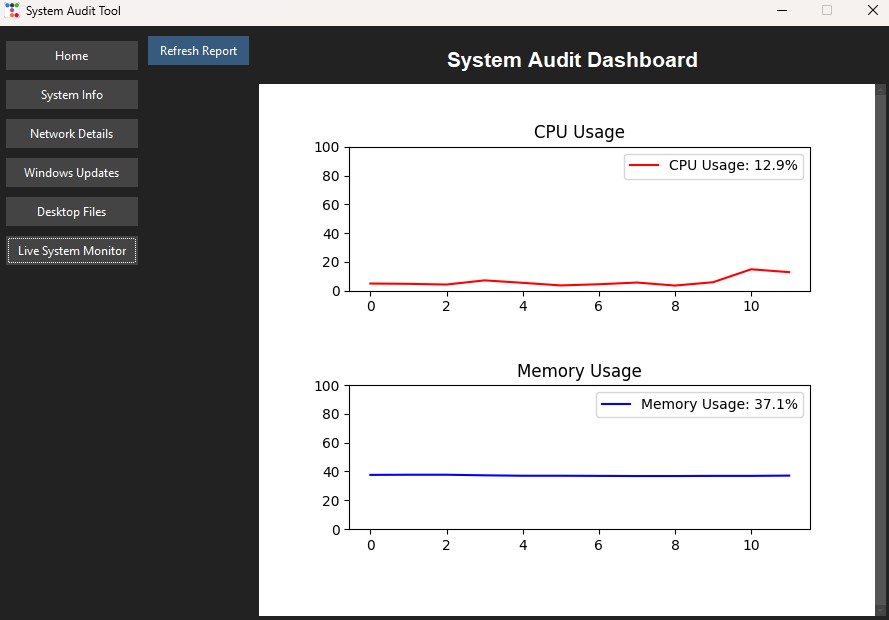 System Audit Tool
Home
System Info
Network Details
Windows Updates
Desktop Files
Live System Monitor
Refresh Report
System Audit Dashboard
CPU Usage
100
80
60
40
20
0
CPU Usage: 12.9%
0 2 4 6 8 10
Memory Usage
100
80
60
40
20
0
Memory Usage: 37.1%
0 2 4 6 8 10